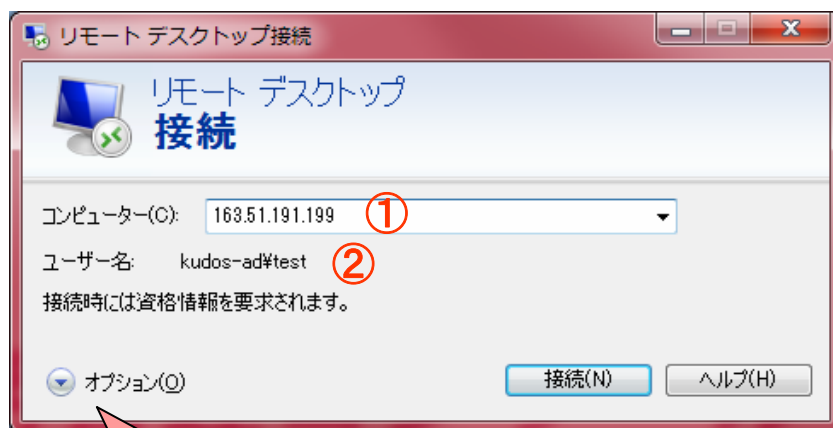 リモート デスクトップ接続
リモート デスクトップ
接続
コンピューター(C): 163.51.191.199 ①
ユーザー名: kudos-ad¥test ②
接続時には資格情報を要求されます。
オプション(O) 接続(N) ヘルプ(H)